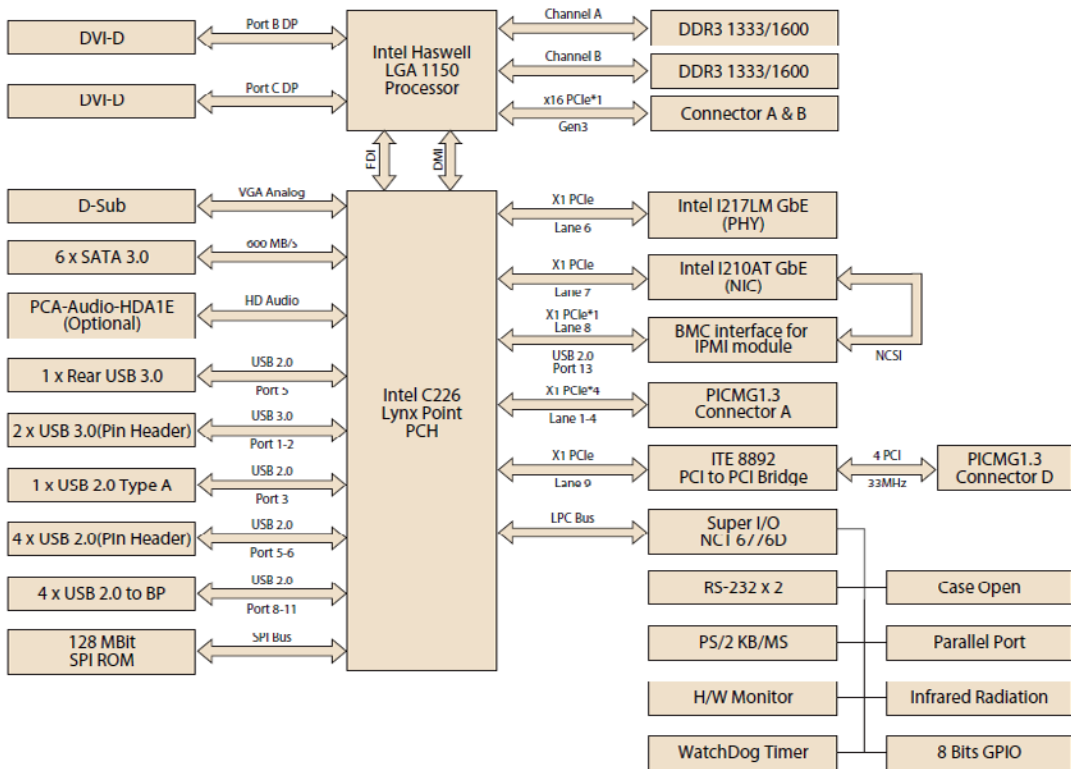 DVI-D
Port B DP
Intel Haswell
LGA 1150
Processor
Channel A
DDR3 1333/1600
DVI-D
Port C DP
Channel B
DDR3 1333/1600
x16 PCIe*1
Gen3
Connector A & B
FDI
DMI
D-Sub
VGA Analog
6 x SATA 3.0
600 MB/s
PCA-Audio-HDA1E
(Optional)
HD Audio
1 x Rear USB 3.0
USB 2.0
Port 5
2 x USB 3.0(Pin Header)
USB 3.0
Port 1-2
1 x USB 2.0 Type A
USB 2.0
Port 3
4 x USB 2.0(Pin Header)
USB 2.0
Port 5-6
4 x USB 2.0 to BP
USB 2.0
Port 8-11
128 MBit
SPI ROM
SPI Bus
Intel C226
Lynx Point
PCH
X1 PCIe
Lane 6
Intel I217LM GbE
(PHY)
X1 PCIe
Lane 7
Intel I210AT GbE
(NIC)
X1 PCIe*1
Lane 8
USB 2.0
Port 13
BMC interface for
IPMI module
NCSI
X1 PCIe*4
Lane 1-4
PICMG1.3
Connector A
X1 PCIe
Lane 9
ITE 8892
PCI to PCI Bridge
4 PCI
33MHz
PICMG1.3
Connector D
LPC Bus
Super I/O
NCT 6776D
RS-232 x 2
Case Open
PS/2 KB/MS
Parallel Port
H/W Monitor
Infrared Radiation
WatchDog Timer
8 Bits GPIO